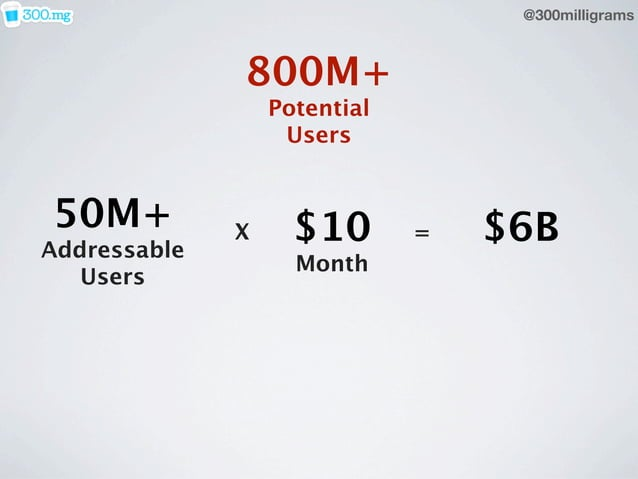 300.mg
@300milligrams
800M+
Potential
Users
50M+
Addressable
Users
X
$10
Month
=
$6B